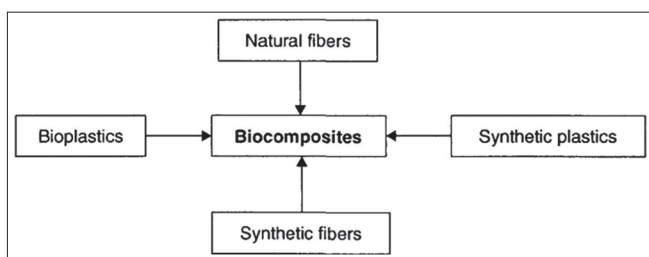 Natural fibers
Bioplastics
Biocomposites
Synthetic plastics
Synthetic fibers